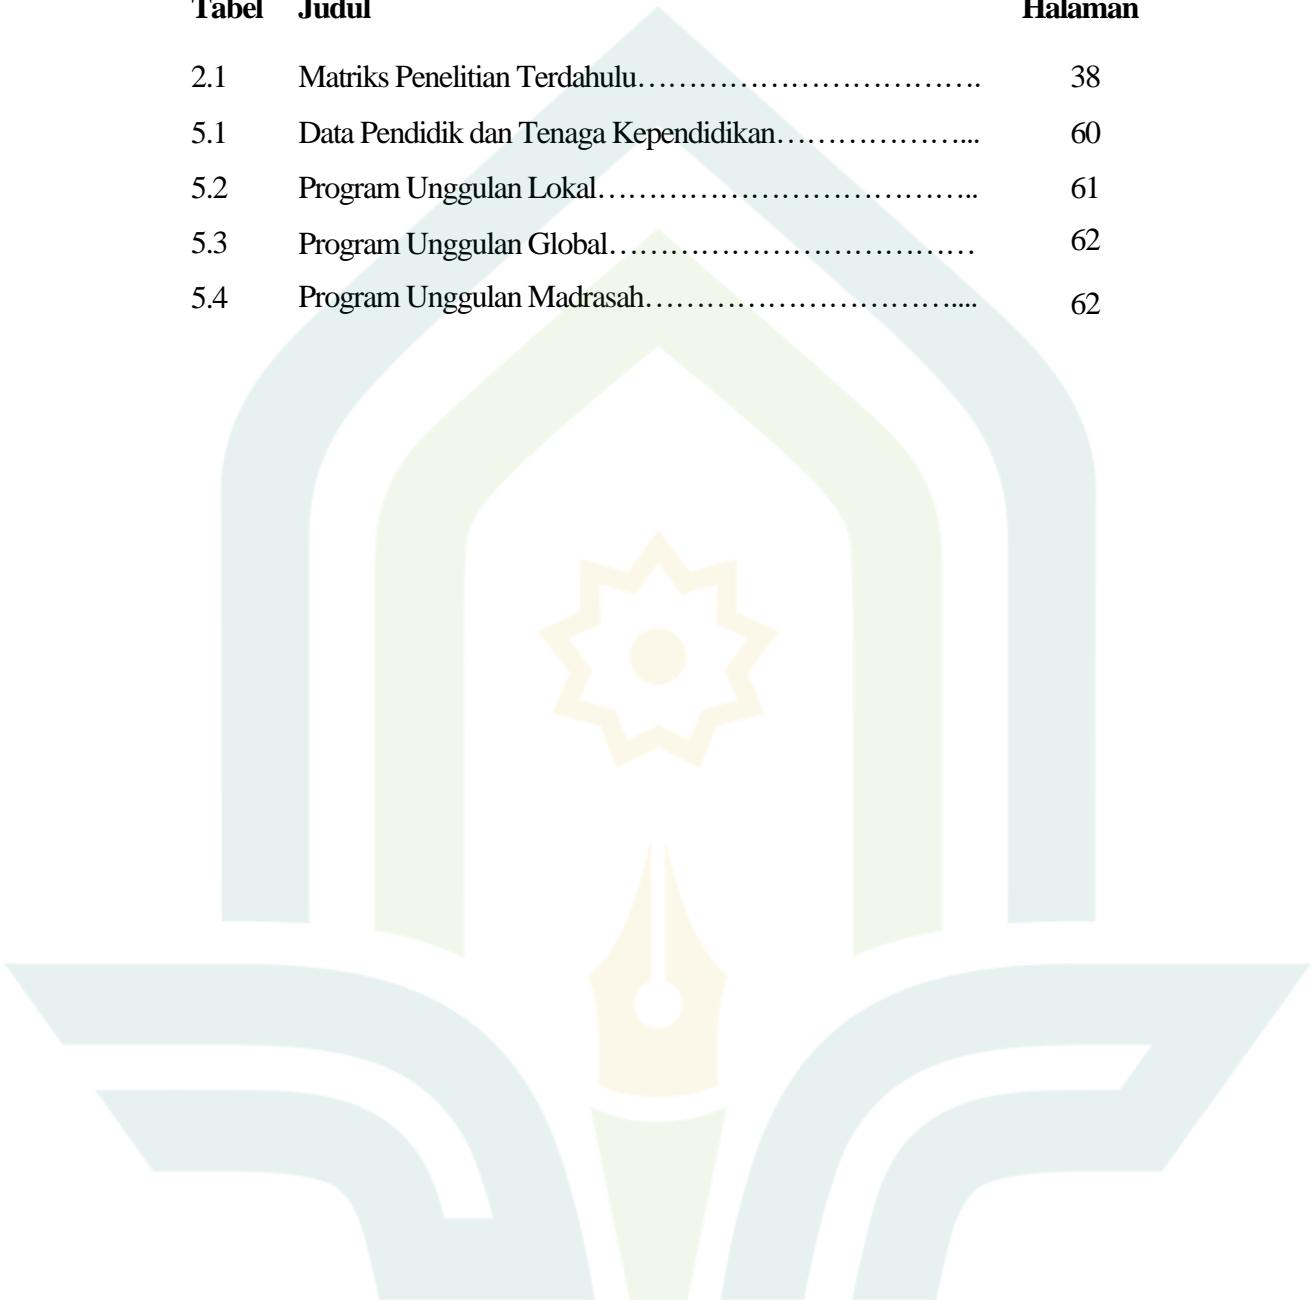 Tabel Judul Halaman
2.1 Matriks Penelitian Terdahulu……………………………. 38
5.1 Data Pendidik dan Tenaga Kependidikan………………... 60
5.2 Program Unggulan Lokal……………………………….. 61
5.3 Program Unggulan Global……………………………… 62
5.4 Program Unggulan Madrasah………………………….... 62